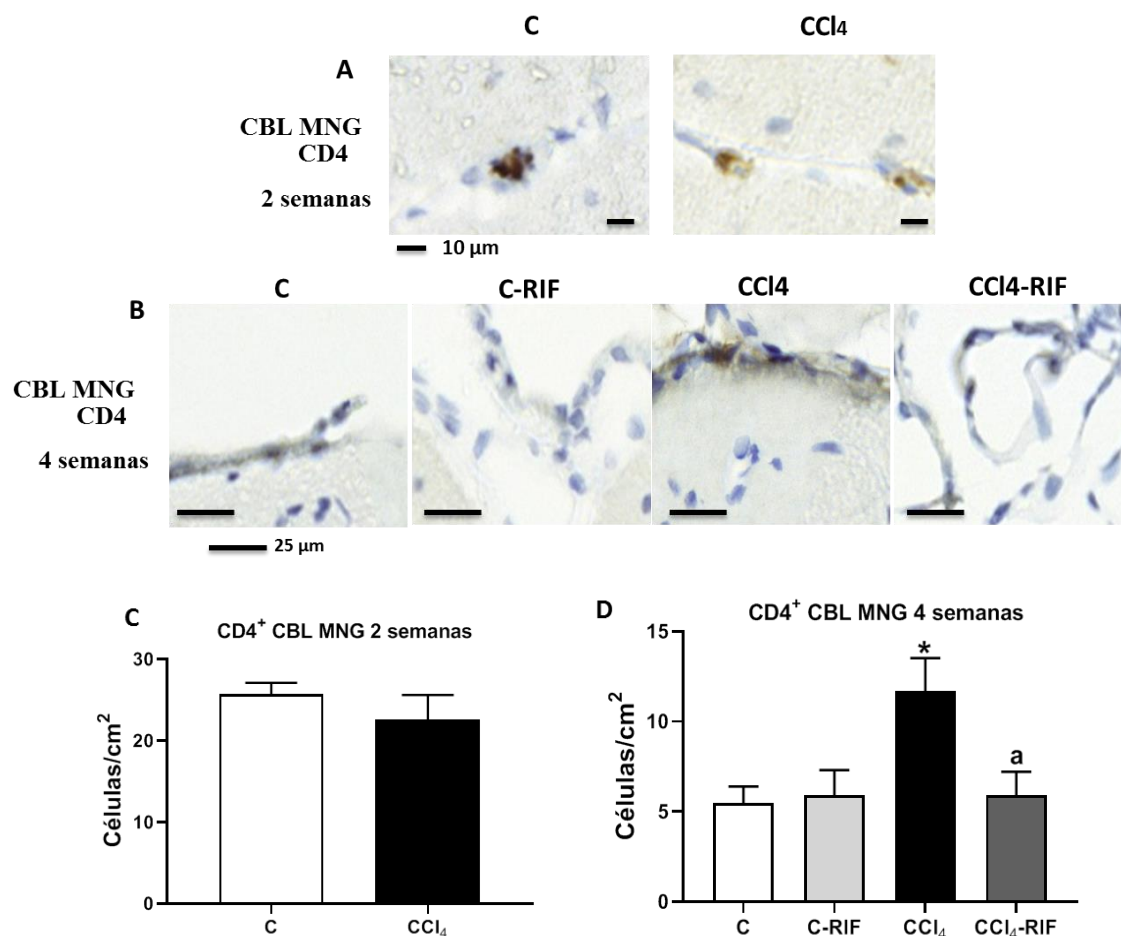 C CCl₄
A
CBL MNG
CD4
2 semanas
10 µm
C C-RIF CCl4 CCl4-RIF
B
CBL MNG
CD4
4 semanas
25 µm
C
CD4⁺ CBL MNG 2 semanas
30
20
10
0
Células/cm²
C CCl₄
D
CD4⁺ CBL MNG 4 semanas
15
10
5
0
Células/cm²
*
a
C C-RIF CCl₄ CCl₄-RIF